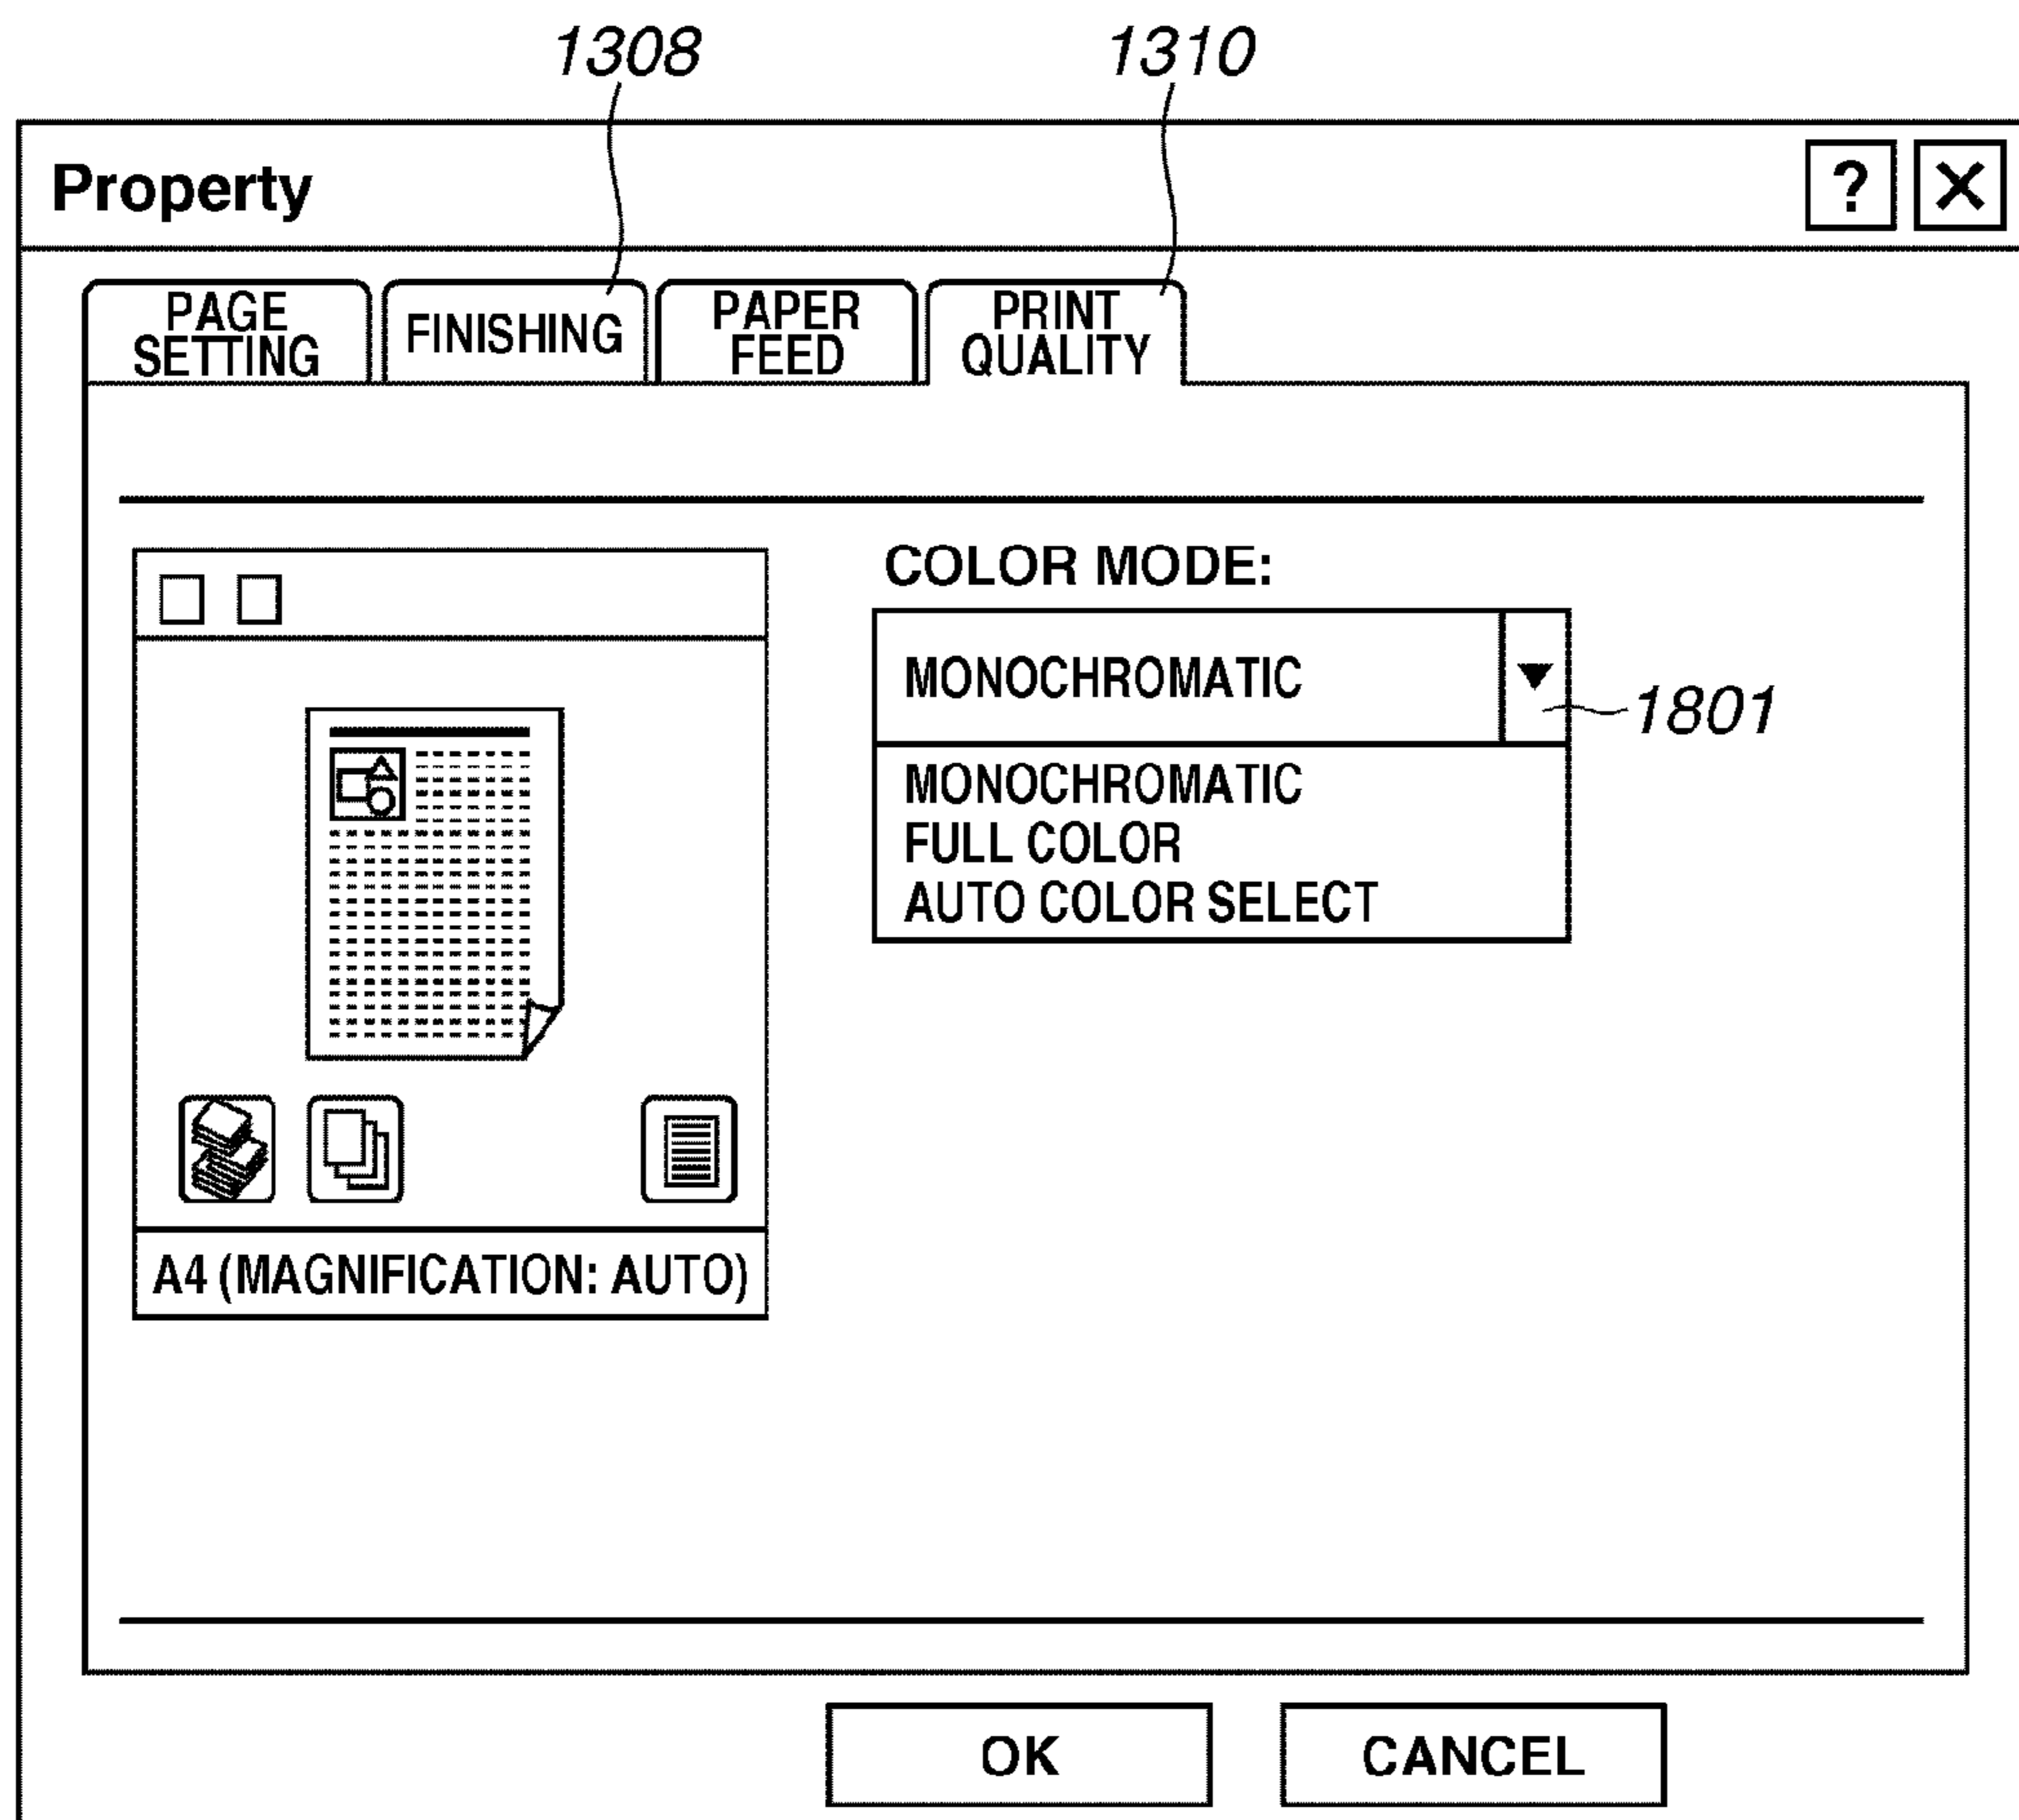 1308
1310
Property
?
PAGE
SETTING
FINISHING
PAPER
FEED
PRINT
QUALITY
COLOR MODE:
MONOCHROMATIC
1801
MONOCHROMATIC
FULL COLOR
AUTO COLOR SELECT
A4 (MAGNIFICATION: AUTO)
OK
CANCEL